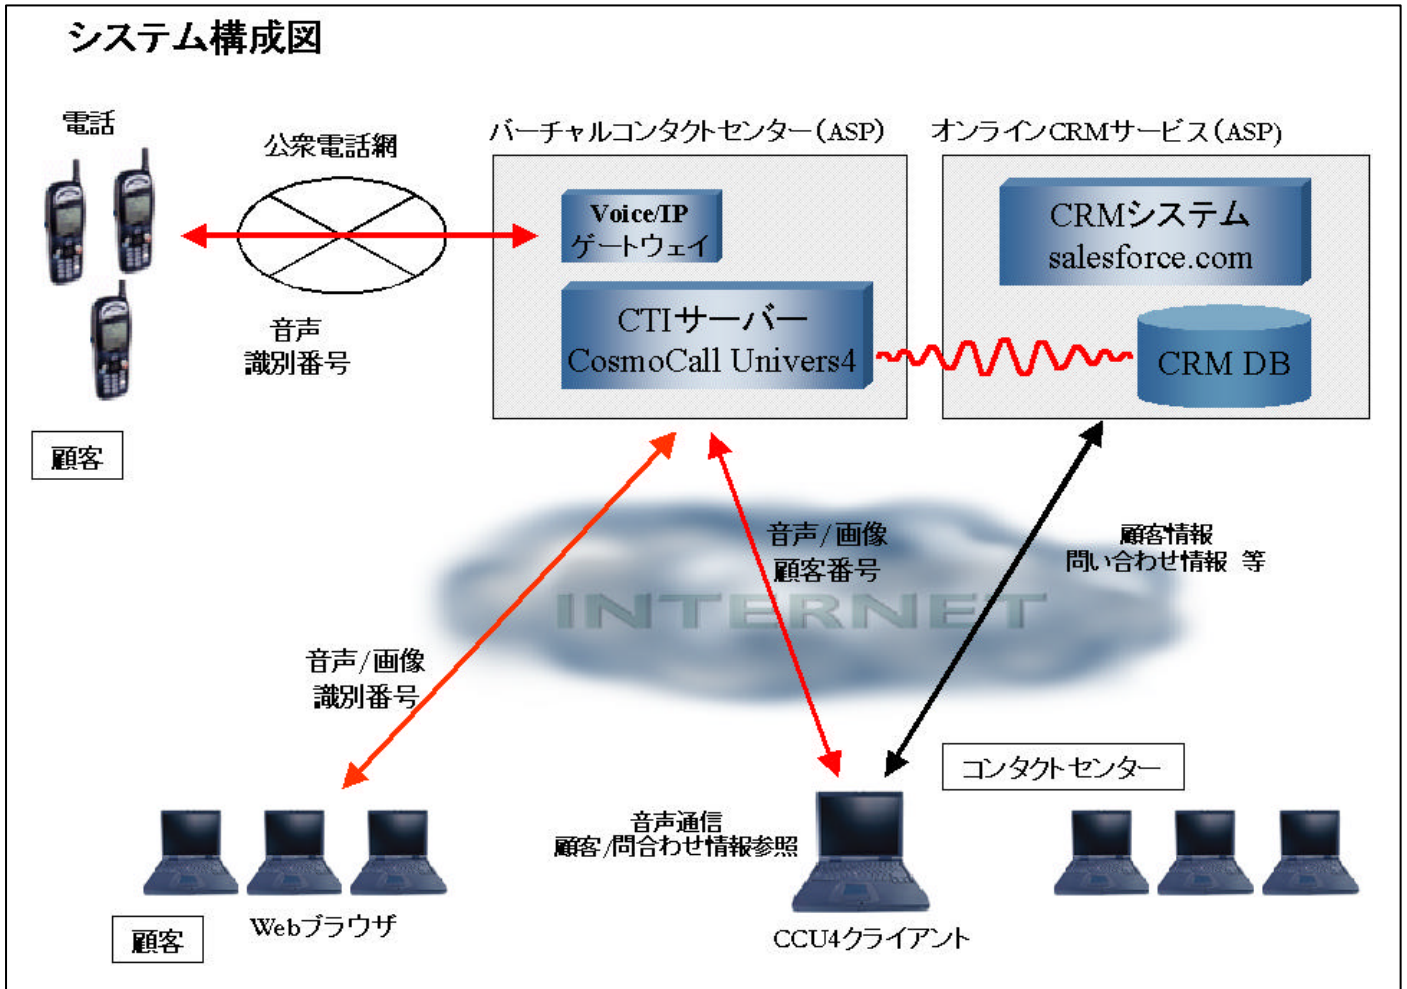 システム構成図
電話
公衆電話網
バーチャルコンタクトセンター(ASP)
オンラインCRMサービス(ASP)
Voice/IP
ゲートウェイ
CRMシステム
salesforce.com
音声
識別番号
CTIサーバー
CosmoCall Univers4
CRM DB
顧客
音声/画像
顧客番号
顧客情報
問い合わせ情報 等
INTERNET
音声/画像
識別番号
コンタクトセンター
音声通信
顧客/問合わせ情報参照
Webブラウザ
顧客
CCU4クライアント